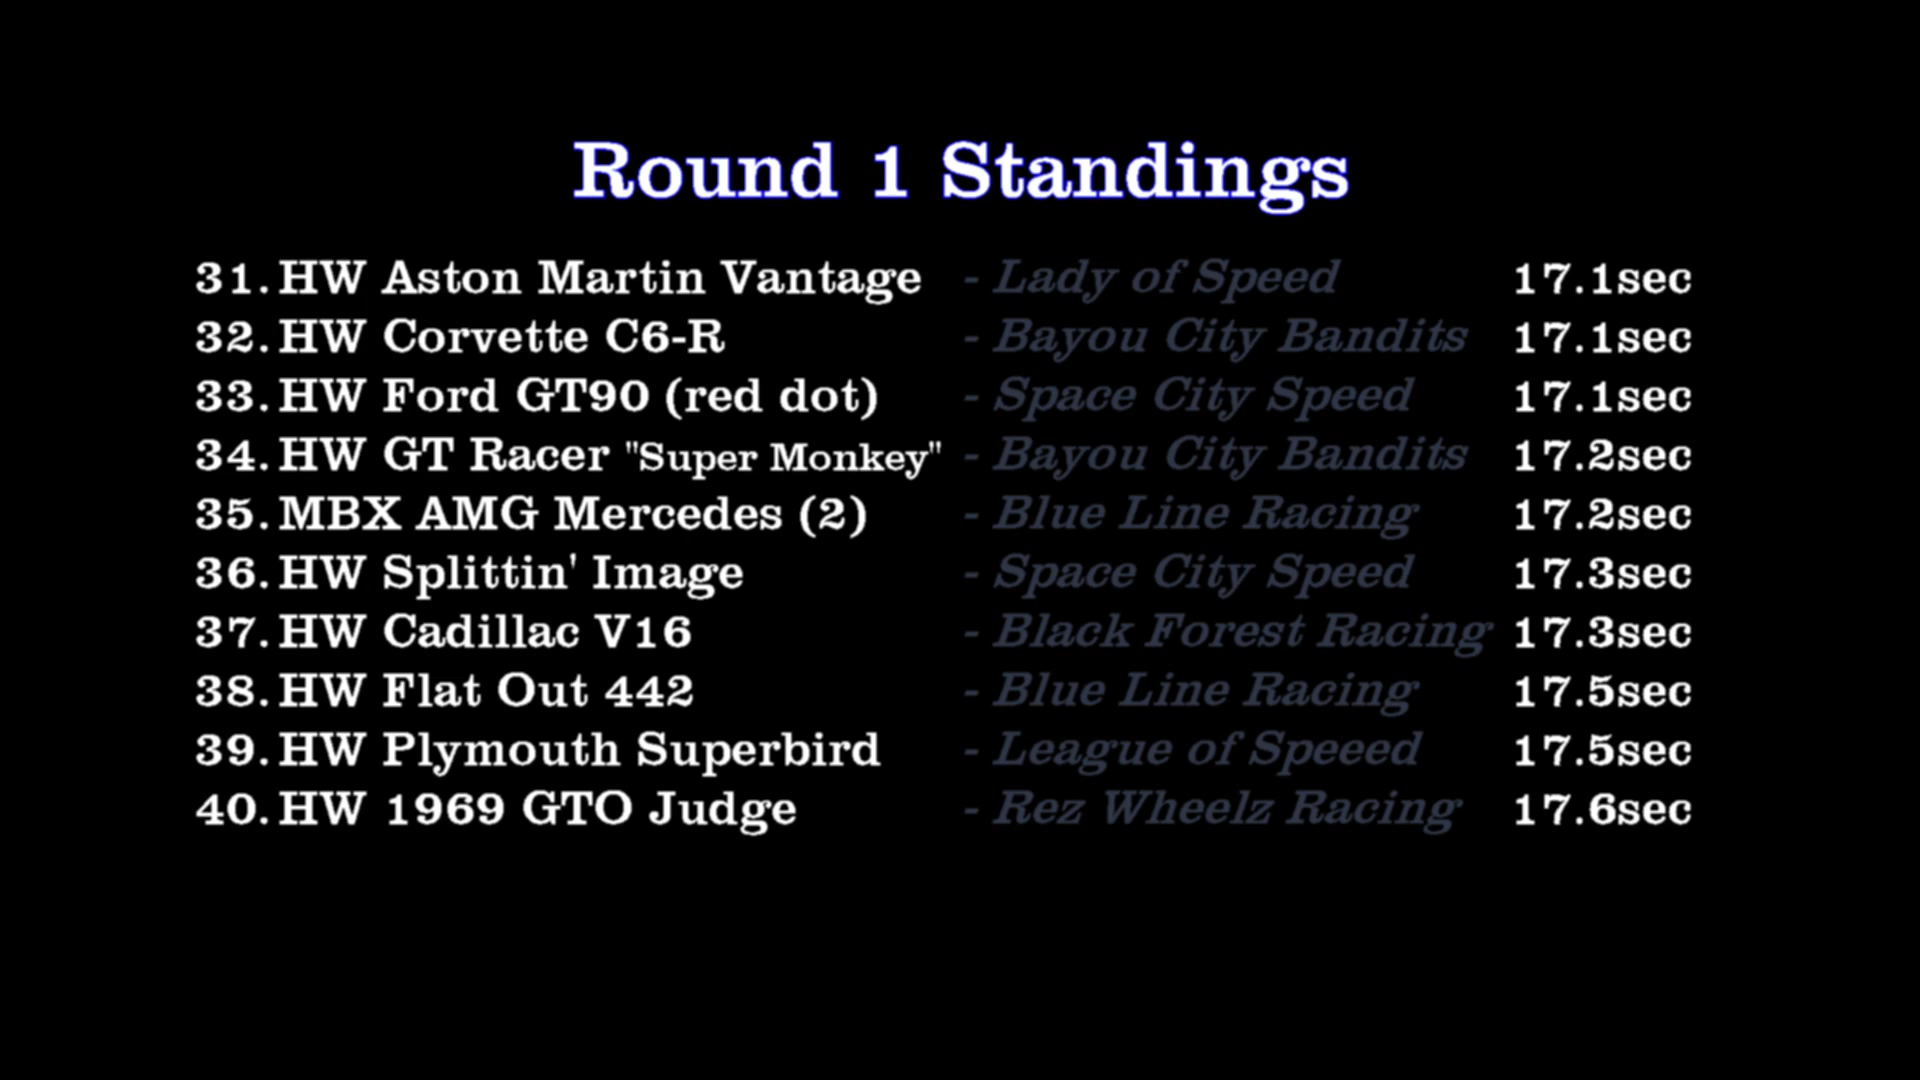 Round 1 Standings
31. HW Aston Martin Vantage - Lady of Speed 17.1sec
32. HW Corvette C6-R - Bayou City Bandits 17.1sec
33. HW Ford GT90 (red dot) - Space City Speed 17.1sec
34. HW GT Racer "Super Monkey" - Bayou City Bandits 17.2sec
35. MBX AMG Mercedes (2) - Blue Line Racing 17.2sec
36. HW Splittin' Image - Space City Speed 17.3sec
37. HW Cadillac V16 - Black Forest Racing 17.3sec
38. HW Flat Out 442 - Blue Line Racing 17.5sec
39. HW Plymouth Superbird - League of Speeed 17.5sec
40. HW 1969 GTO Judge - Rez Wheelz Racing 17.6sec